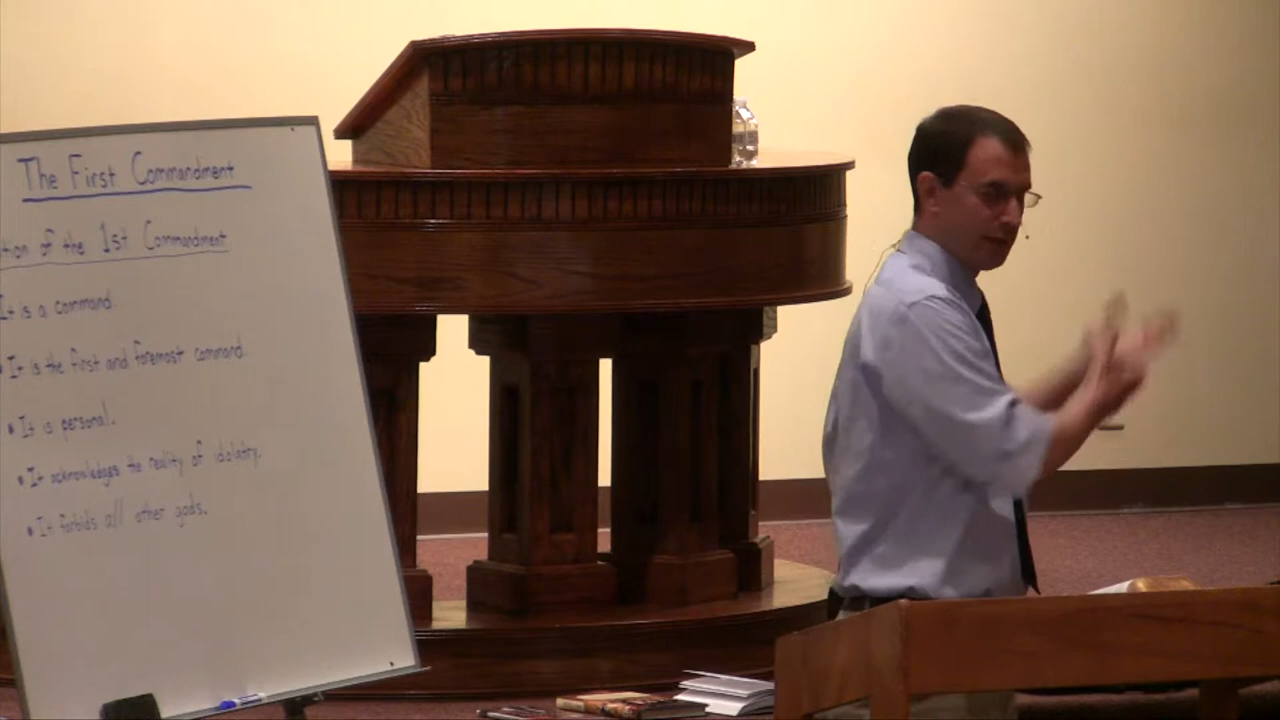 The First Commandment
tion of the 1st Commandment
It is a command.
• It is the first and foremost command.
• It is personal.
• It acknowledges the reality of idolatry.
• It forbids all other gods.